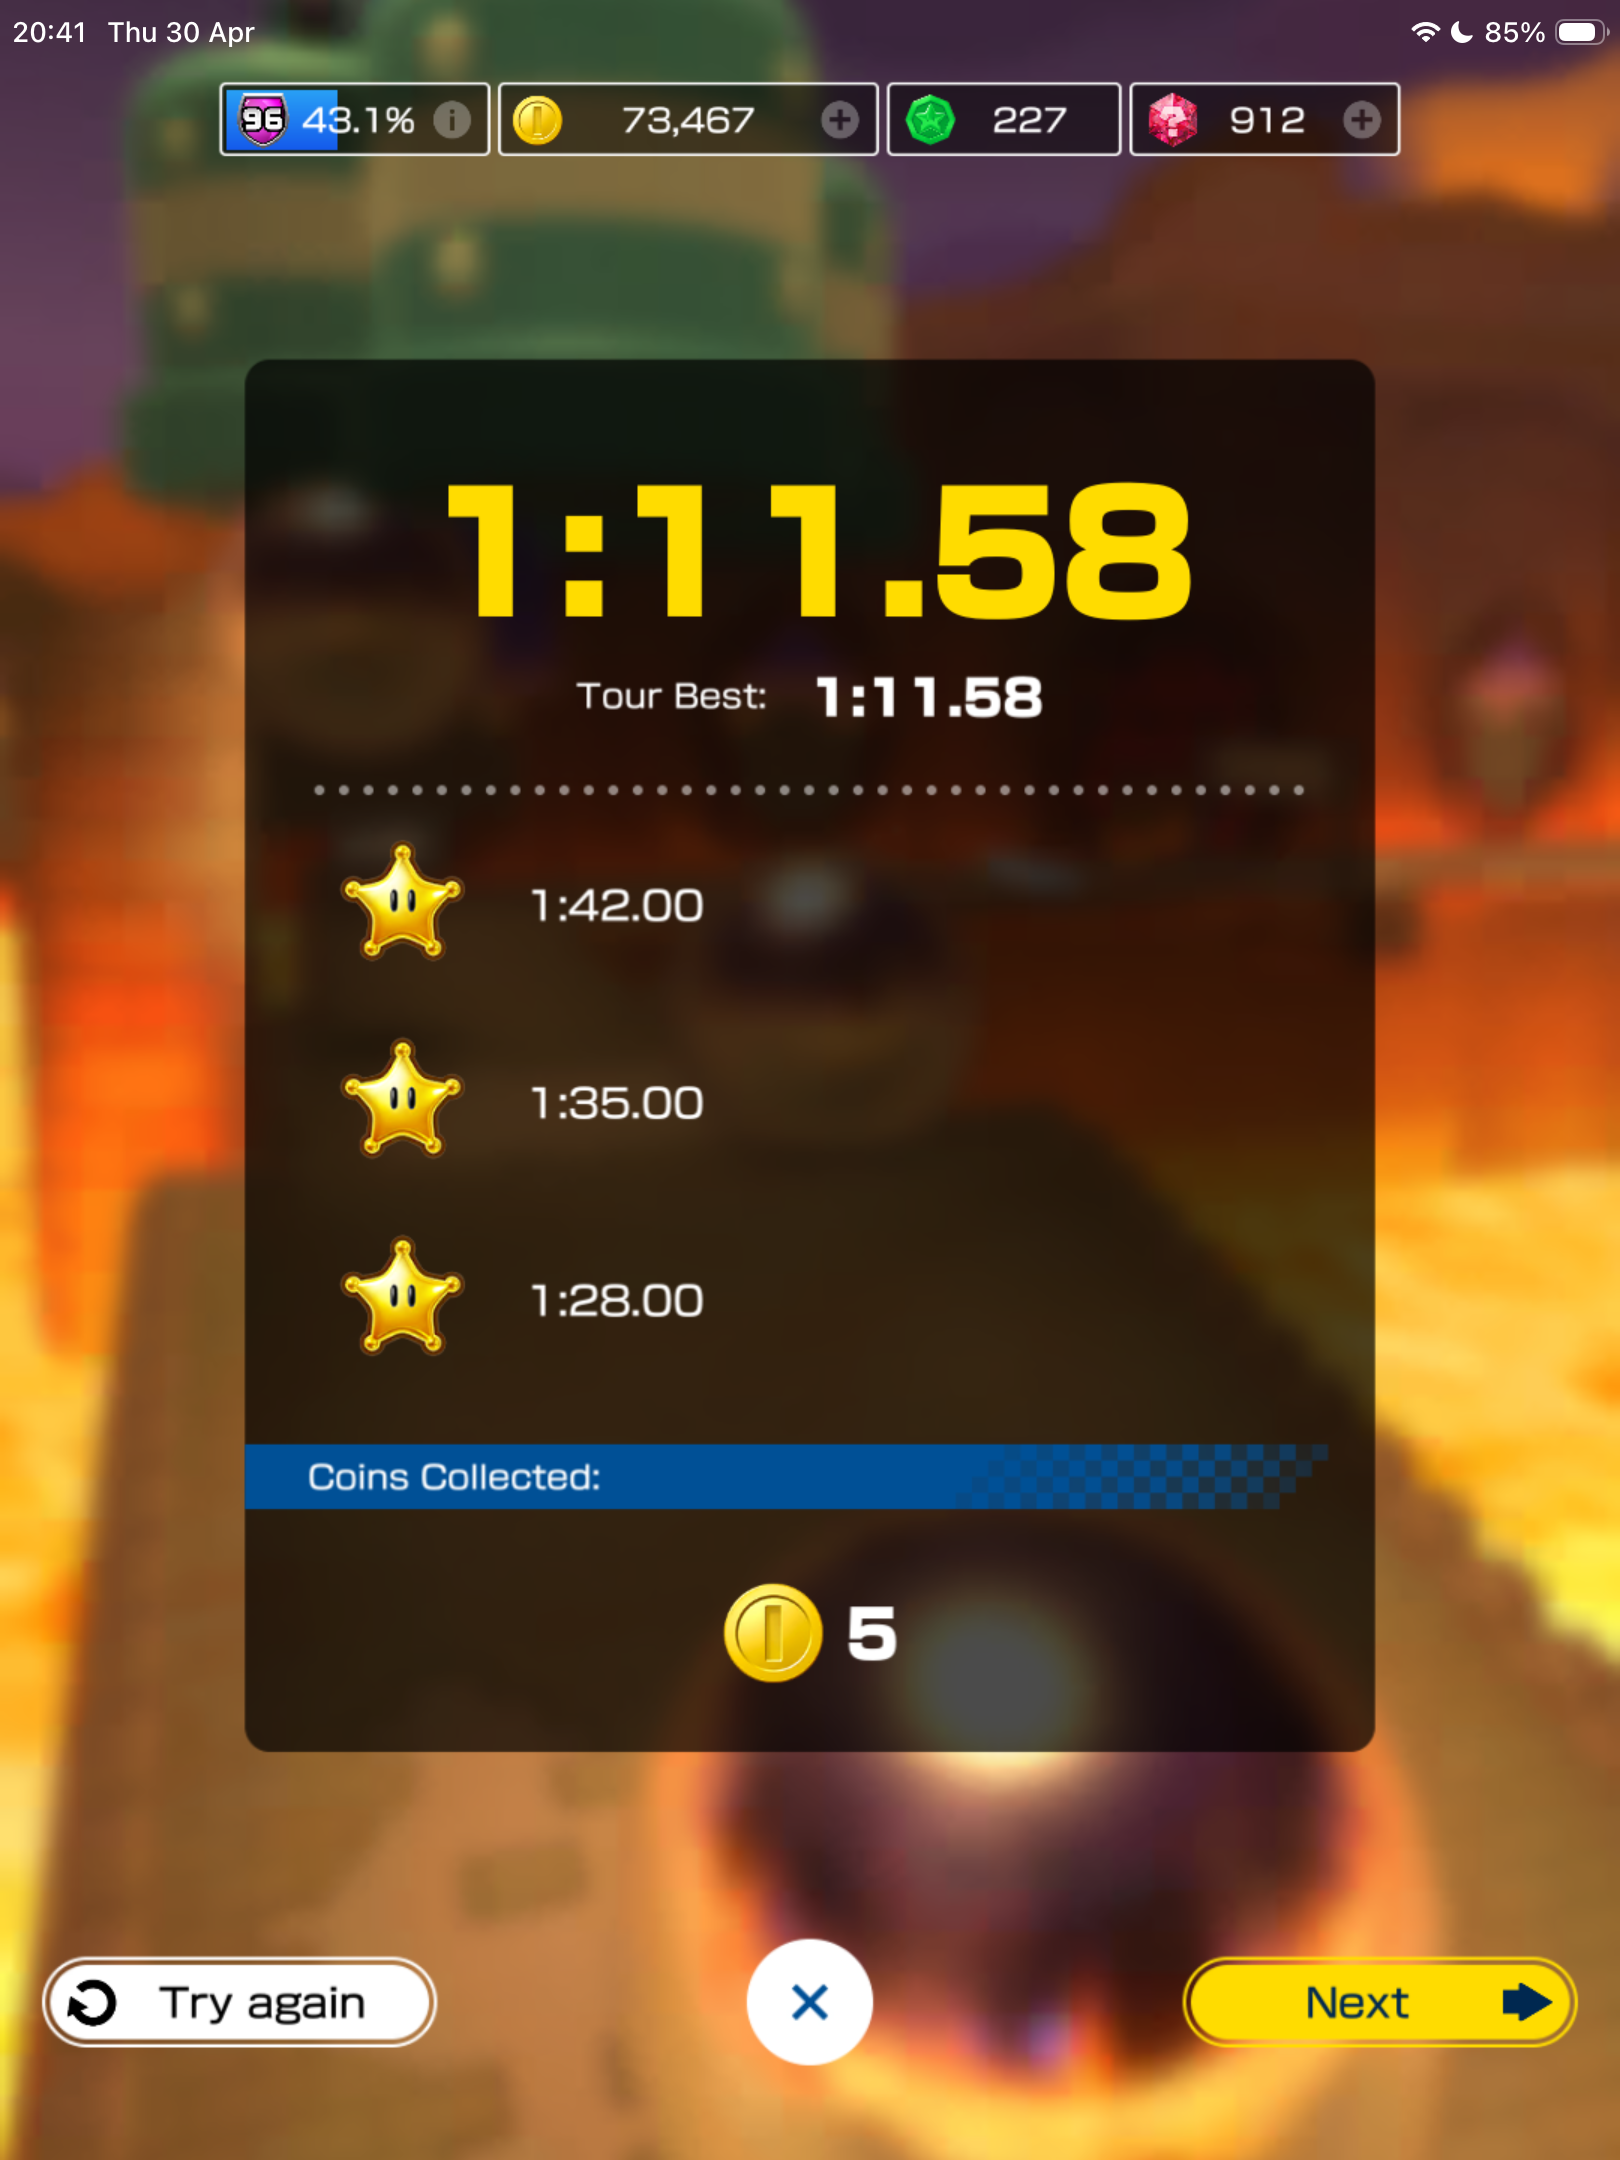 20:41 Thu 30 Apr 85%
96 43.1% i 73,467 + 227 ? 912 +
1:11.58
Tour Best: 1:11.58
1:42.00
1:35.00
1:28.00
Coins Collected:
5
Try again × Next